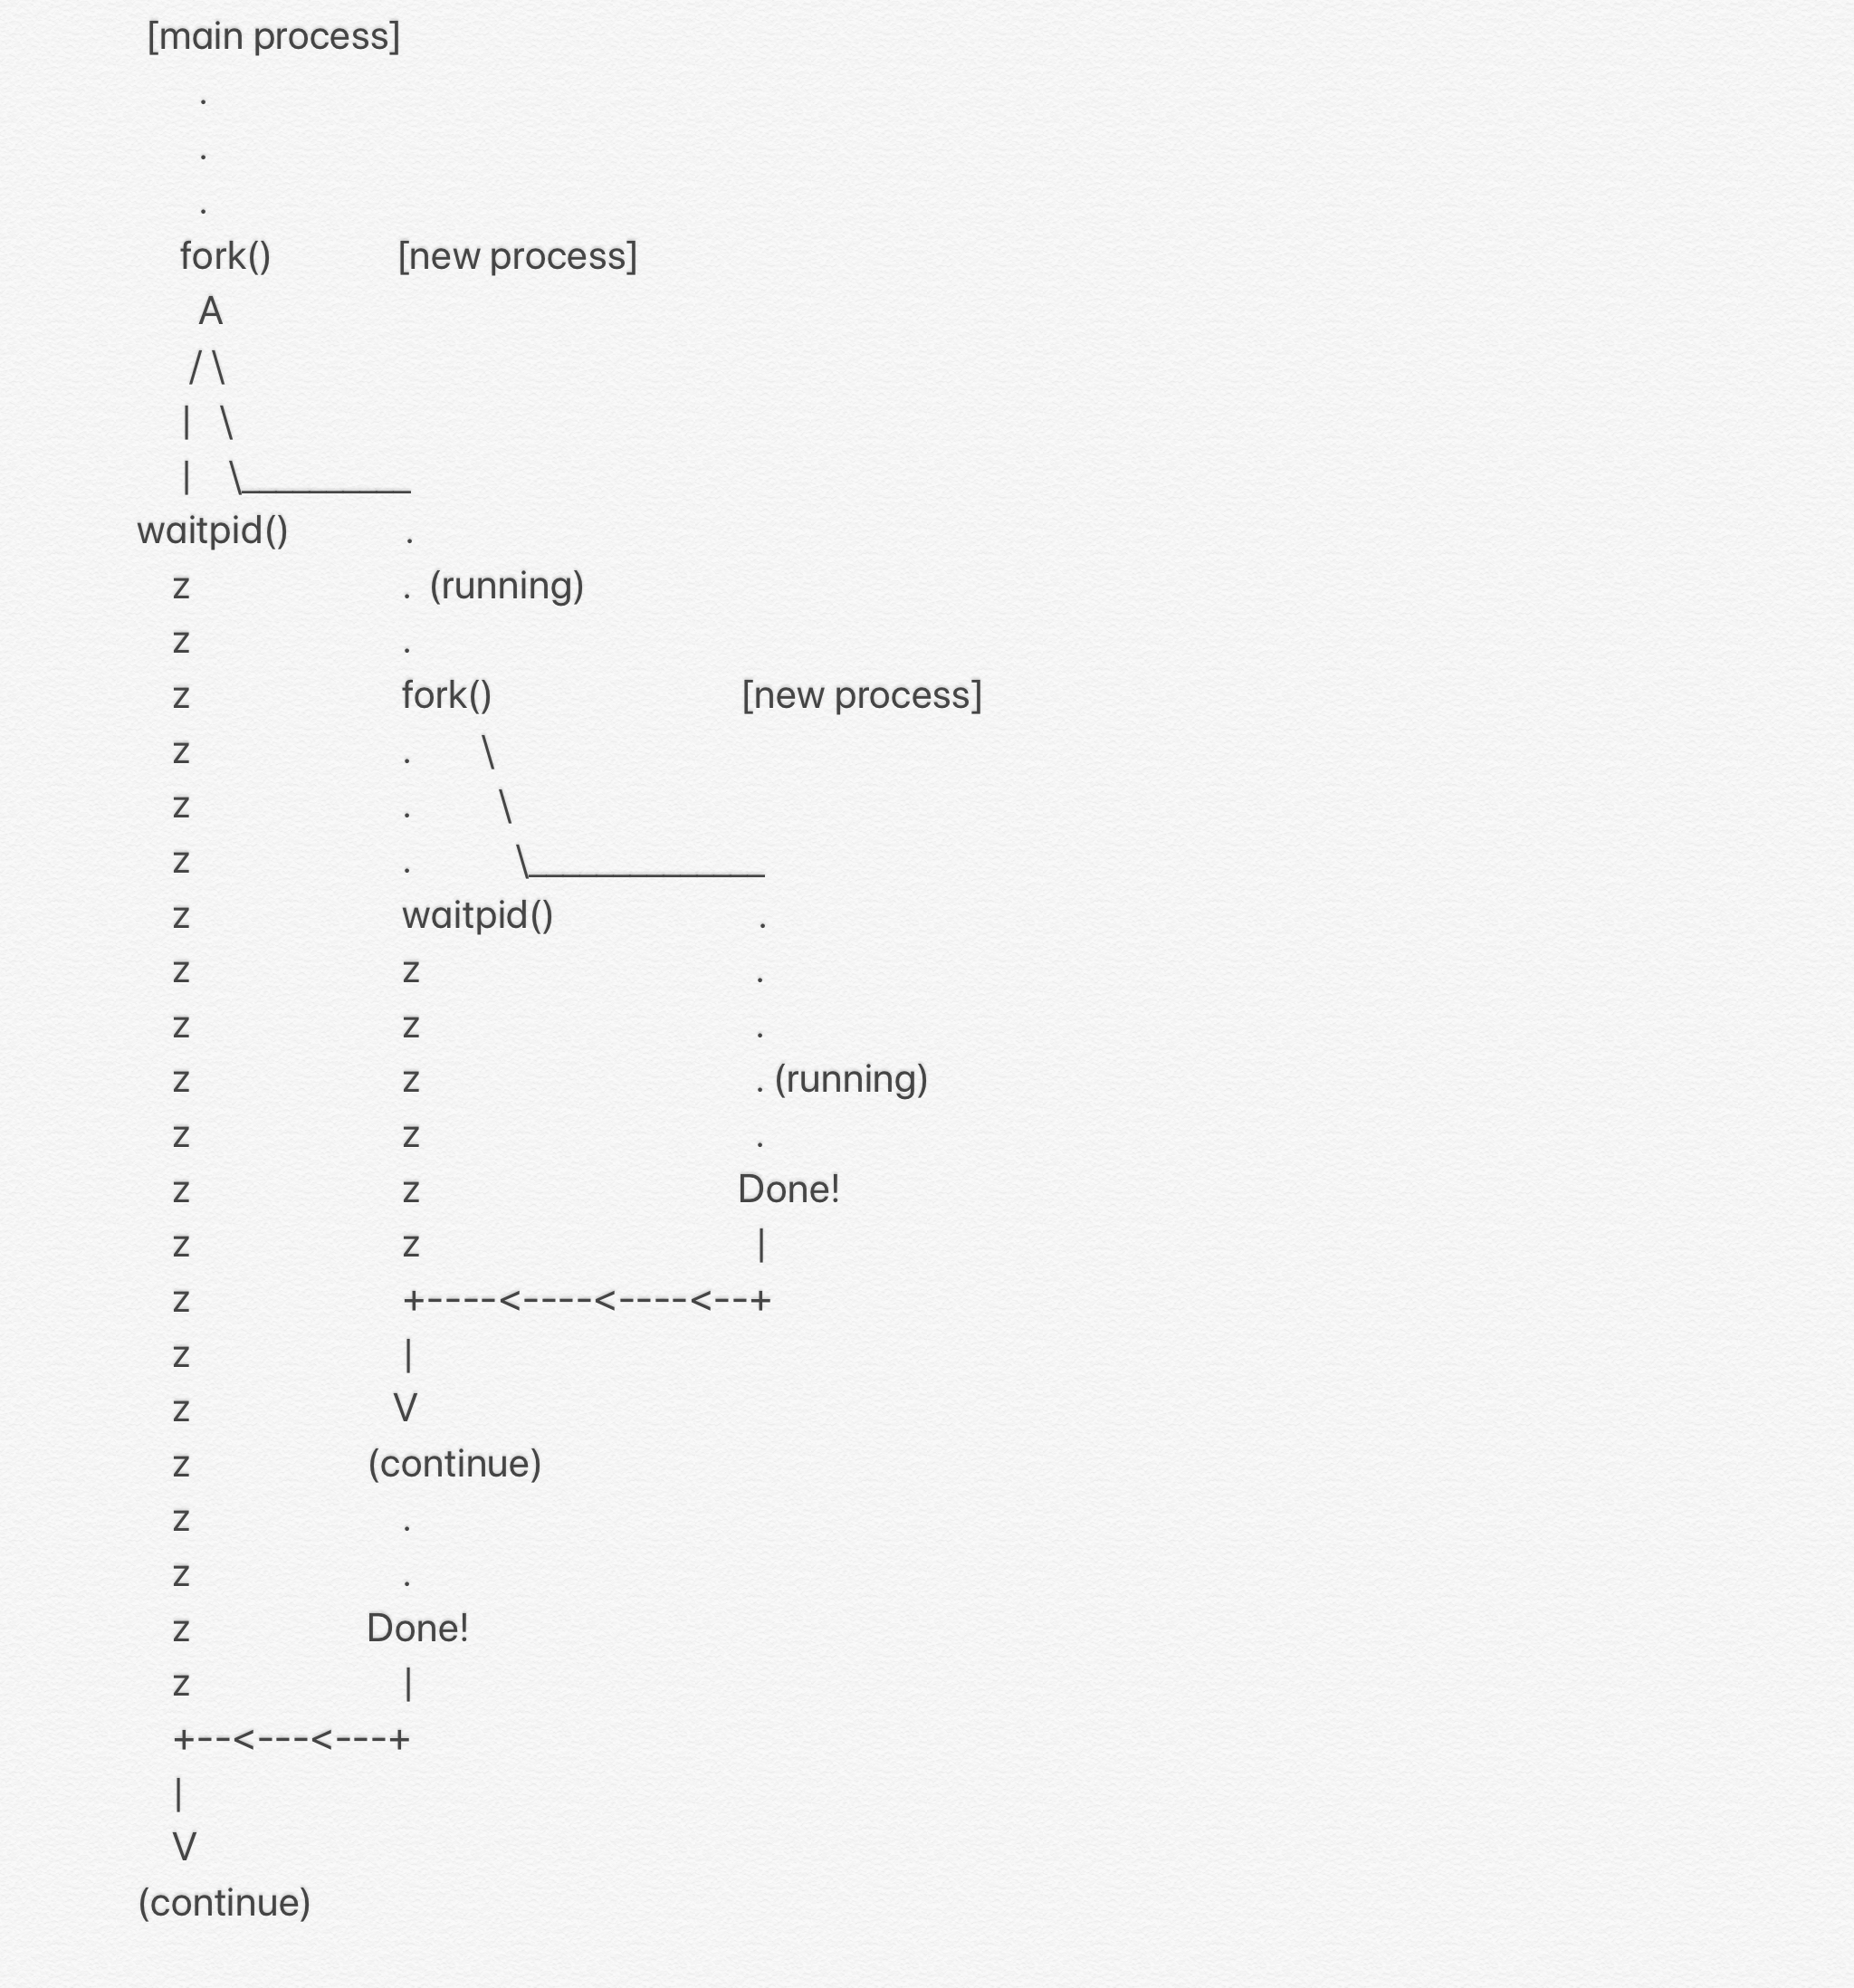 [main process]
.
.
.
fork() [new process]
A
/ \
| \
| \__________
waitpid() .
z . (running)
z .
z fork() [new process]
z . \
z . \
z . \______________
z waitpid() .
z z .
z z .
z z . (running)
z z .
z z Done!
z z |
z +----<----<----<--+
z |
z V
z (continue)
z .
z .
z Done!
z |
+--<---<---+
|
V
(continue)